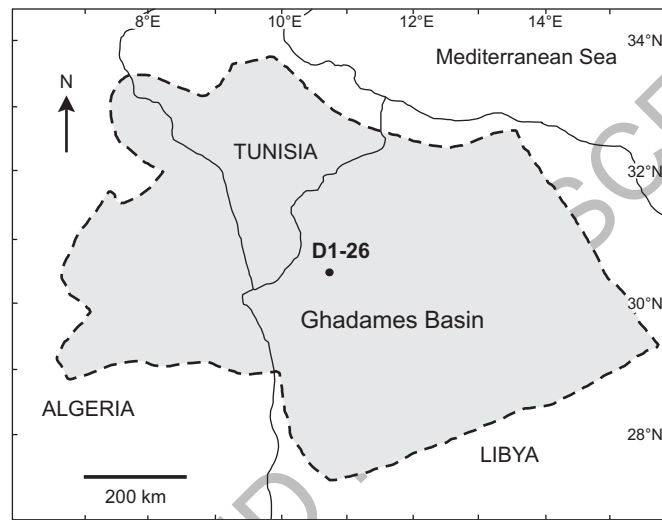 8°E 10°E 12°E 14°E
34°N
Mediterranean Sea
N
TUNISIA
32°N
D1-26
30°N
Ghadames Basin
ALGERIA
28°N
LIBYA
200 km